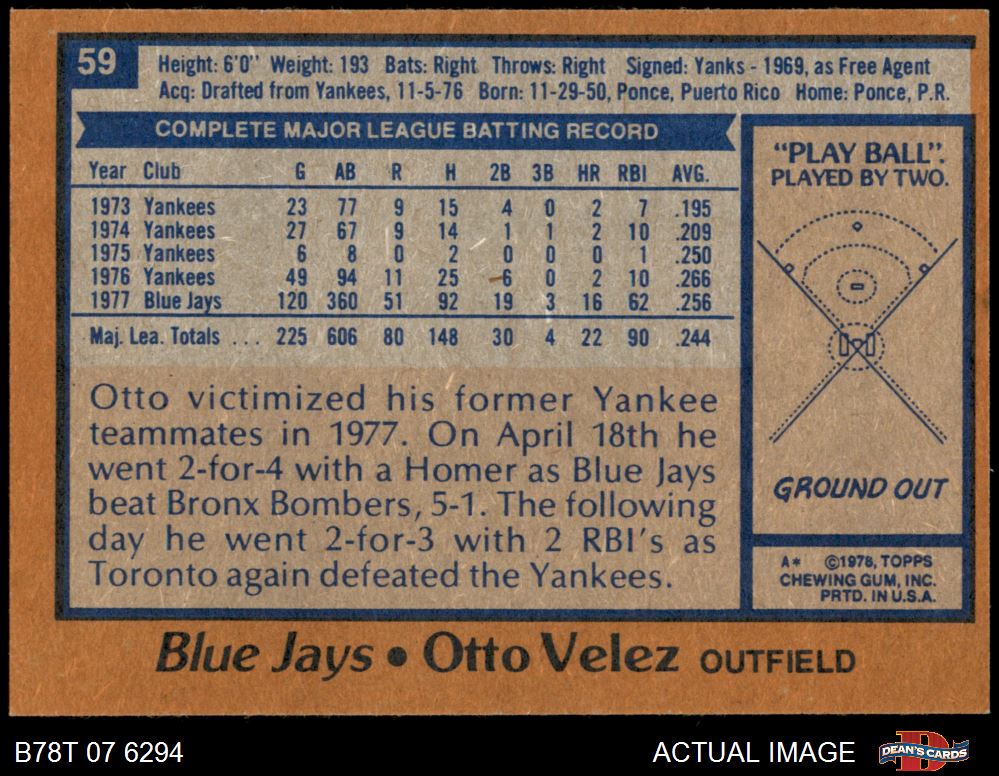 59
Height: 6'0" Weight: 193 Bats: Right Throws: Right Signed: Yanks - 1969, as Free Agent
Acq: Drafted from Yankees, 11-5-76 Born: 11-29-50, Ponce, Puerto Rico Home: Ponce, P.R.
COMPLETE MAJOR LEAGUE BATTING RECORD
Year Club G AB R H 2B 3B HR RBI AVG.
1973 Yankees 23 77 9 15 4 0 2 7 .195
1974 Yankees 27 67 9 14 1 1 2 10 .209
1975 Yankees 6 8 0 2 0 0 0 1 .250
1976 Yankees 49 94 11 25 6 0 2 10 .266
1977 Blue Jays 120 360 51 92 19 3 16 62 .256
Maj. Lea. Totals ... 225 606 80 148 30 4 22 90 .244
Otto victimized his former Yankee
teammates in 1977. On April 18th he
went 2-for-4 with a Homer as Blue Jays
beat Bronx Bombers, 5-1. The following
day he went 2-for-3 with 2 RBI's as
Toronto again defeated the Yankees.
"PLAY BALL".
PLAYED BY TWO.
GROUND OUT
A* ©1978, TOPPS
CHEWING GUM, INC.
PRTD. IN U.S.A.
Blue Jays • Otto Velez OUTFIELD
B78T 07 6294
ACTUAL IMAGE
D
DEAN'S CARDS